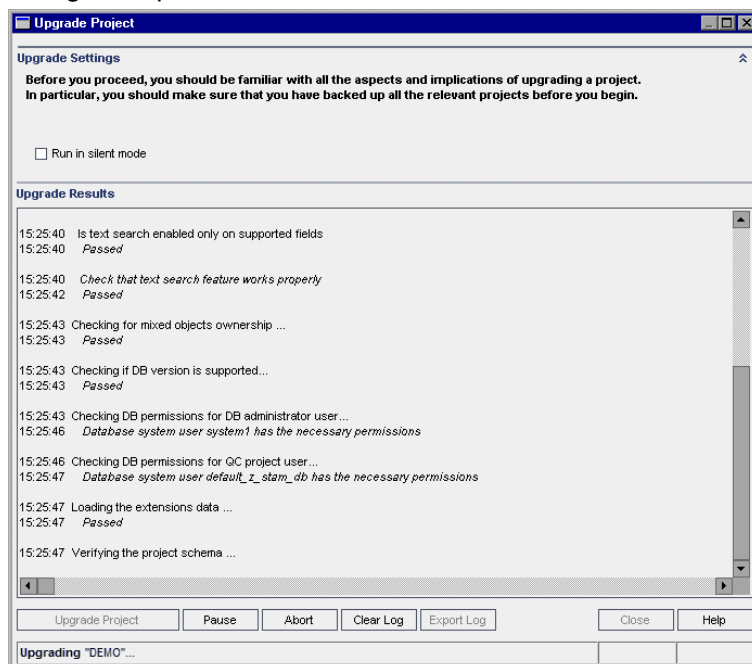 Upgrade Project
Upgrade Settings
Before you proceed, you should be familiar with all the aspects and implications of upgrading a project.
In particular, you should make sure that you have backed up all the relevant projects before you begin.
Run in silent mode
Upgrade Results
15:25:40 Is text search enabled only on supported fields
15:25:40 Passed
15:25:40 Check that text search feature works properly
15:25:42 Passed
15:25:43 Checking for mixed objects ownership ...
15:25:43 Passed
15:25:43 Checking if DB version is supported...
15:25:43 Passed
15:25:43 Checking DB permissions for DB administrator user...
15:25:46 Database system user system1 has the necessary permissions
15:25:46 Checking DB permissions for QC project user...
15:25:47 Database system user default_z_stam_db has the necessary permissions
15:25:47 Loading the extensions data ...
15:25:47 Passed
15:25:47 Verifying the project schema ...
Upgrade Project Pause Abort Clear Log Export Log Close Help
Upgrading "DEMO"...